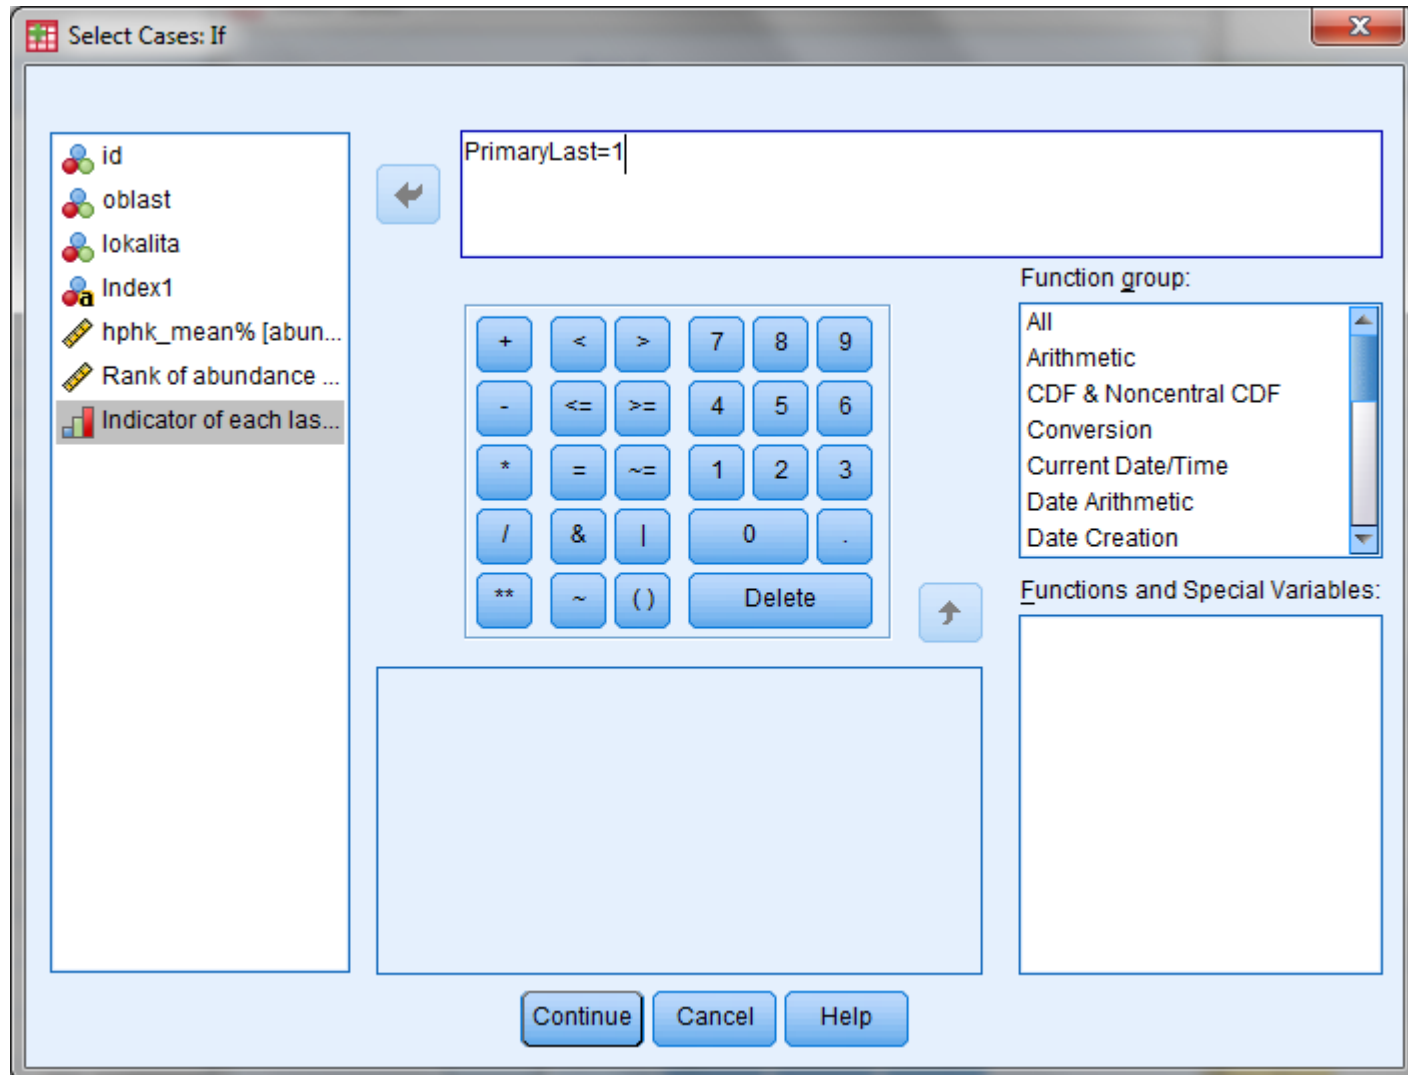 Select Cases: If
id
oblast
lokalita
Index1
hphk_mean% [abun...
Rank of abundance ...
Indicator of each las...
PrimaryLast=1
+ < > 7 8 9
- <= >= 4 5 6
* = ~= 1 2 3
/ & | 0 .
** ~ ( ) Delete
Function group:
All
Arithmetic
CDF & Noncentral CDF
Conversion
Current Date/Time
Date Arithmetic
Date Creation
Functions and Special Variables:
Continue Cancel Help